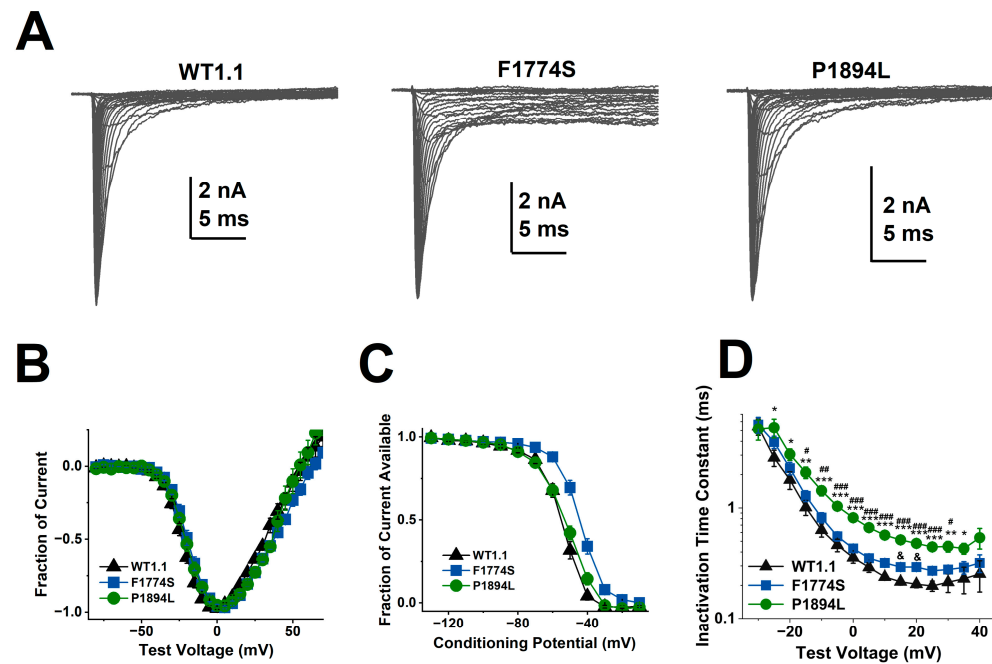 A
WT1.1
F1774S
P1894L
2 nA
5 ms
2 nA
5 ms
2 nA
5 ms
B
Fraction of Current
0.0
−0.5
−1.0
−50
0
50
Test Voltage (mV)
WT1.1
F1774S
P1894L
C
Fraction of Current Available
1.0
0.5
0.0
−120
−80
−40
Conditioning Potential (mV)
WT1.1
F1774S
P1894L
D
Inactivation Time Constant (ms)
1
0.1
−20
0
20
40
Test Voltage (mV)
WT1.1
F1774S
P1894L
*
*
#
**
##
***
###
***
###
***
###
***
###
***
###
***
###
***
###
***
#
**
*
&
&